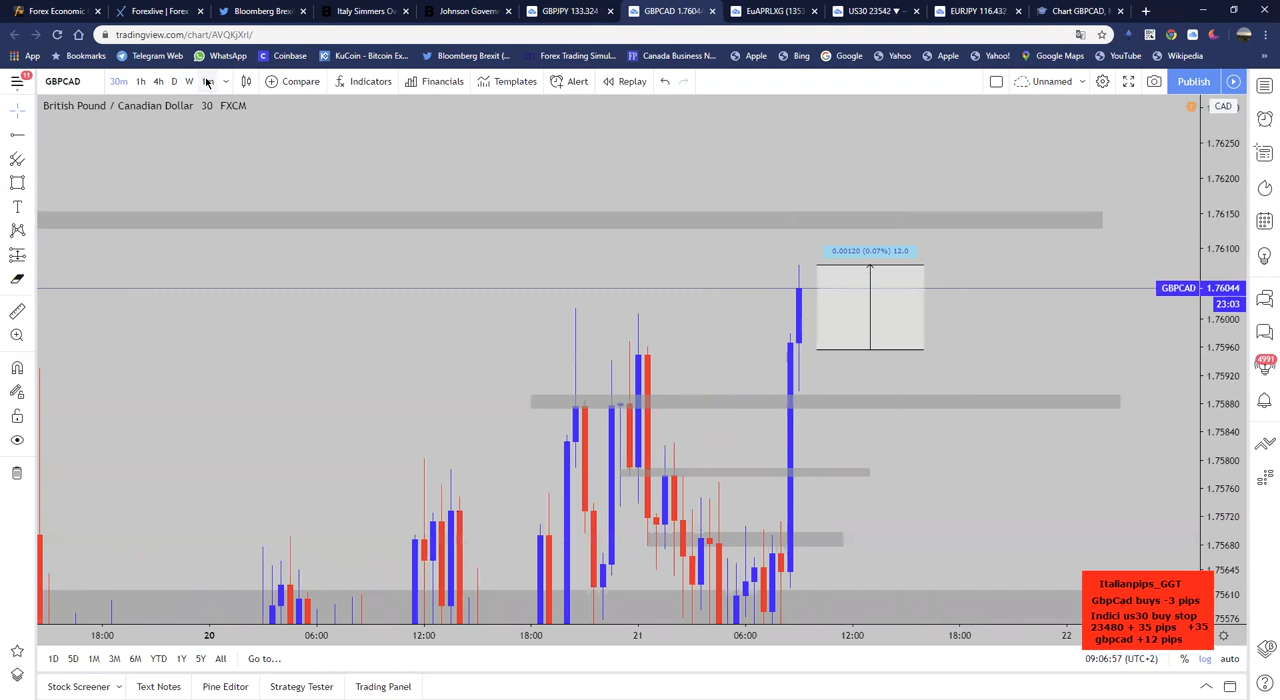 Forex Economic
Forexlive | Forex
Twitter Bloomberg Brexi
Italy Simmers Ov
Johnson Govern
GBPJPY 133.324
GBPCAD 1.7604
EuAPRLXG (1353
US30 23542
EURJPY 116.432
Chart GBPCAD,
tradingview.com/chart/AVQKjXrl/
App
Bookmarks
Telegram Web
WhatsApp
Coinbase
KuCoin - Bitcoin Ex...
Bloomberg Brexit (...
Forex Trading Simul...
Canada Business N...
Apple
Bing
Google
Yahoo
Apple
Yahoo!
Google Maps
YouTube
Wikipedia
11
GBPCAD
30m 1h 4h D W
Compare
Indicators
Financials
Templates
Alert
Replay
Unnamed
Publish
British Pound / Canadian Dollar 30 FXCM
CAD
1.76250
1.76200
1.76150
1.76100
0.00120 (0.07%) 12.0
GBPCAD 1.76044
23:03
1.76000
1.75960
1.75920
1.75880
1.75840
1.75800
1.75760
1.75720
1.75680
1.75645
1.75610
1.75576
4991
Italianpips_GGT
GbpCad buys -3 pips
Indici us30 buy stop
23480 + 35 pips +35
gbpcad +12 pips
18:00 20 06:00 12:00 18:00 21 06:00 12:00 18:00 22
1D 5D 1M 3M 6M YTD 1Y 5Y All Go to...
09:06:57 (UTC+2) % log auto
Stock Screener Text Notes Pine Editor Strategy Tester Trading Panel